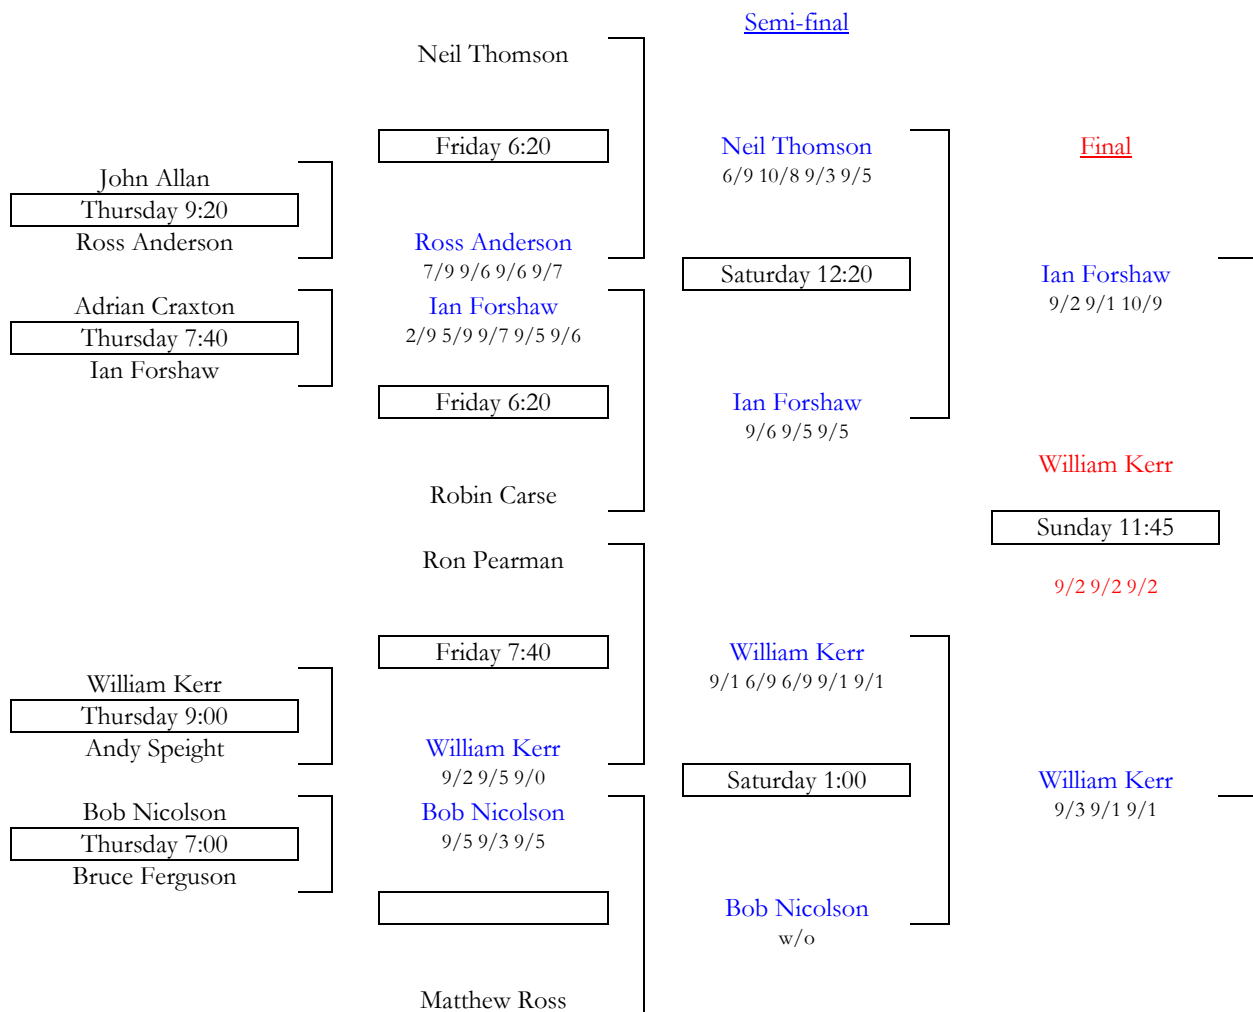 Semi-final
Neil Thomson
Friday 6:20
Neil Thomson
Final
6/9 10/8 9/3 9/5
John Allan
Thursday 9:20
Ross Anderson
Ross Anderson
7/9 9/6 9/6 9/7
Saturday 12:20
Ian Forshaw
9/2 9/1 10/9
Adrian Craxton
Ian Forshaw
Thursday 7:40
2/9 5/9 9/7 9/5 9/6
Ian Forshaw
Friday 6:20
Ian Forshaw
9/6 9/5 9/5
William Kerr
Robin Carse
Sunday 11:45
Ron Pearman
9/2 9/2 9/2
Friday 7:40
William Kerr
9/1 6/9 6/9 9/1 9/1
William Kerr
Thursday 9:00
Andy Speight
William Kerr
9/2 9/5 9/0
Saturday 1:00
William Kerr
9/3 9/1 9/1
Bob Nicolson
Bob Nicolson
Thursday 7:00
9/5 9/3 9/5
Bruce Ferguson
Bob Nicolson
w/o
Matthew Ross